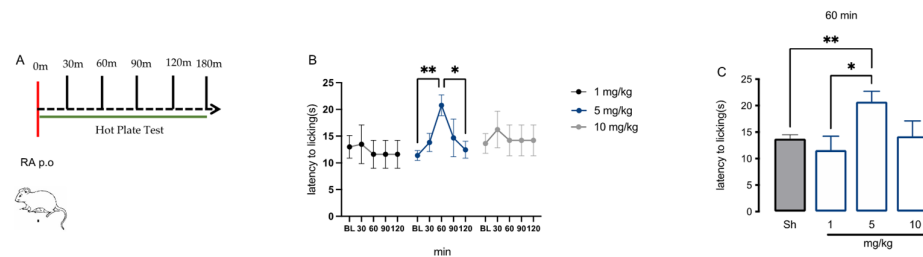 A
0m 30m 60m 90m 120m 180m
Hot Plate Test
RA p.o
B
** *
latency to licking(s)
25
20
15
10
5
0
BL 30 60 90 120 BL 30 60 90 120 BL 30 60 90 120
min
1 mg/kg
5 mg/kg
10 mg/kg
60 min
C
**
*
latency to licking(s)
25
20
15
10
5
0
Sh 1 5 10
mg/kg